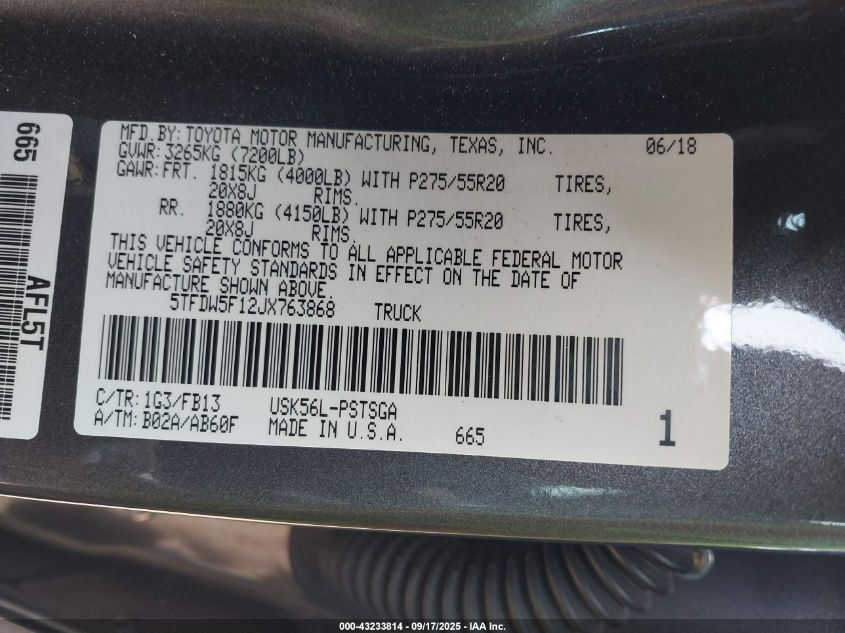 MFD.BY: TOYOTA MOTOR MANUFACTURING, TEXAS, INC. 06/18
GVWR: 3265KG (7200LB)
GAWR: FRT. 1815KG (4000LB) WITH P275/55R20 TIRES,
20X8J RIMS.
RR. 1880KG (4150LB) WITH P275/55R20 TIRES,
20X8J RIMS.
THIS VEHICLE CONFORMS TO ALL APPLICABLE FEDERAL MOTOR
VEHICLE SAFETY STANDARDS IN EFFECT ON THE DATE OF
MANUFACTURE SHOWN ABOVE.
5TFDW5F12JX763868 TRUCK
C/TR: 1G3/FB13 USK56L-PSTSGA
A/TM: B02A/AB60F MADE IN U.S.A. 665 1
665
AFL5T
000-43233814 - 09/17/2025 - IAA Inc.